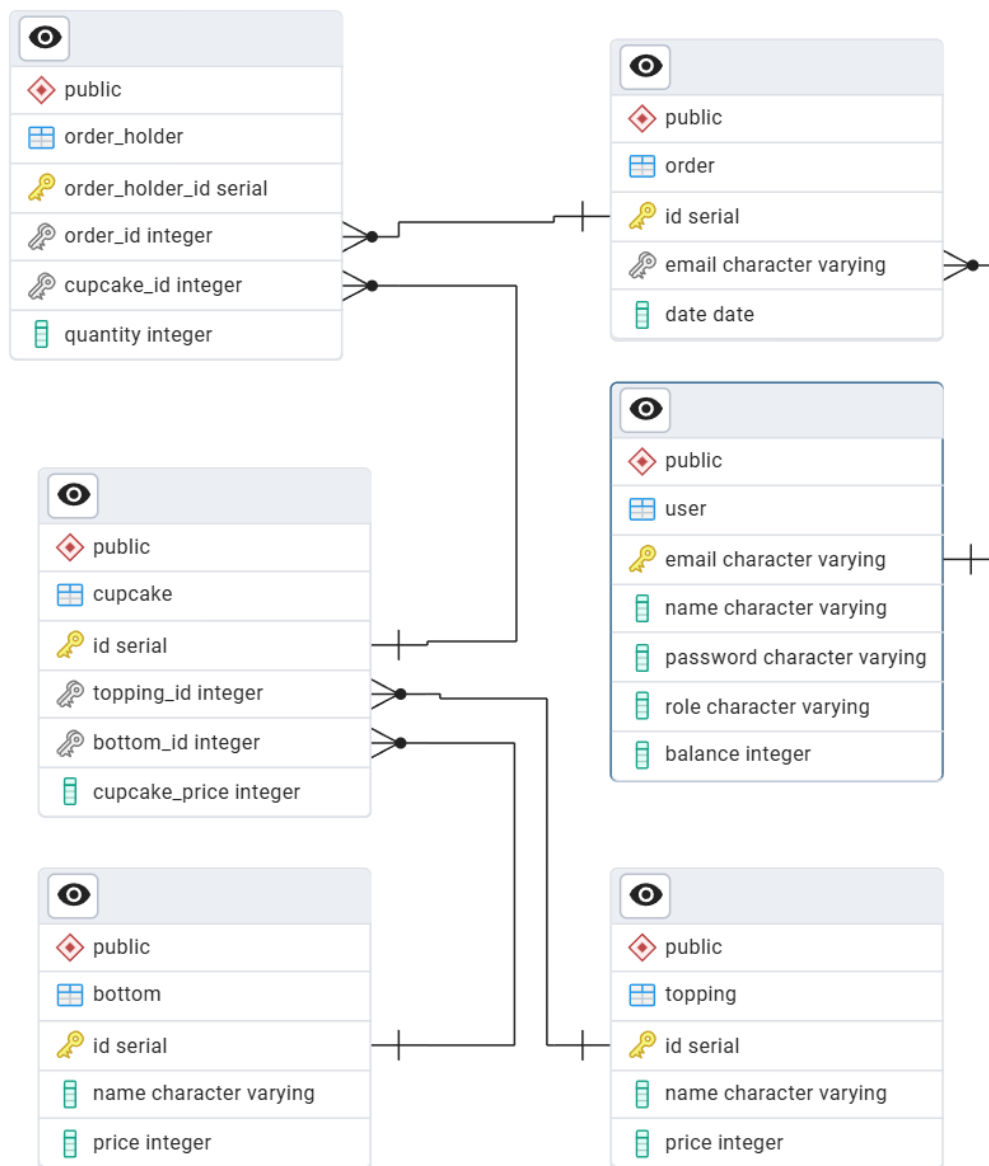 public
order_holder
order_holder_id serial
order_id integer
cupcake_id integer
quantity integer
public
order
id serial
email character varying
date date
public
user
email character varying
name character varying
password character varying
role character varying
balance integer
public
cupcake
id serial
topping_id integer
bottom_id integer
cupcake_price integer
public
bottom
id serial
name character varying
price integer
public
topping
id serial
name character varying
price integer